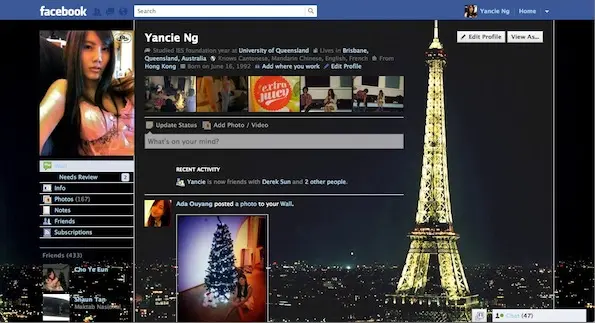 facebook
Search
Yancie Ng
Home
Yancie Ng
Edit Profile
View As...
Studied IES foundation year at University of Queensland Lives in Brisbane,
Queensland, Australia Knows Cantonese, Mandarin Chinese, English, French From
Hong Kong Born on June 16, 1992 Add where you work Edit Profile
extra
juicy
Update Status Add Photo / Video
What's on your mind?
Wall
Needs Review 2
Info
Photos (167)
Notes
Friends
Subscriptions
RECENT ACTIVITY
Yancie is now friends with Derek Sun and 2 other people.
Ada Ouyang posted a photo to your Wall.
Friends (433)
Cho Ye Eun
Shaun Tan
Chat (47)